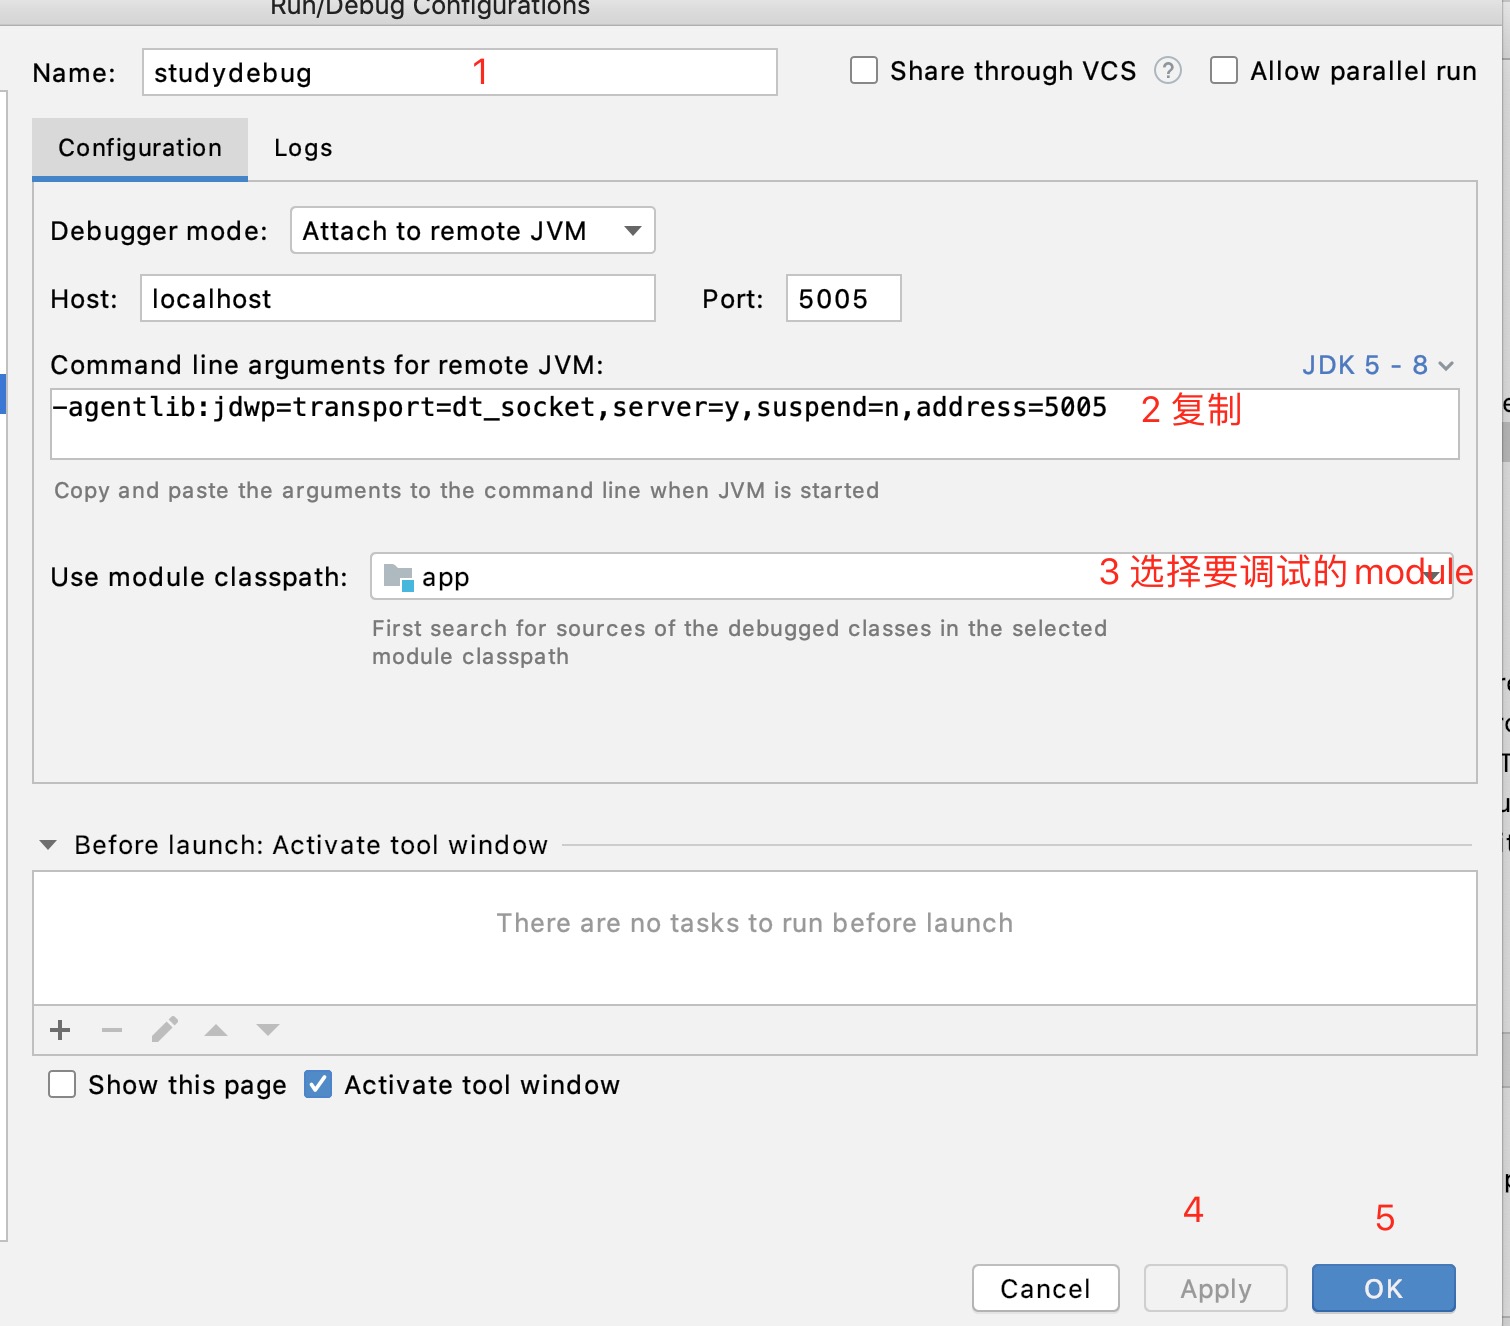 Run/Debug Configurations
Name: studydebug 1 Share through VCS ? Allow parallel run
Configuration Logs
Debugger mode: Attach to remote JVM
Host: localhost Port: 5005
Command line arguments for remote JVM: JDK 5 - 8
-agentlib:jdwp=transport=dt_socket,server=y,suspend=n,address=5005 2 复制
Copy and paste the arguments to the command line when JVM is started
Use module classpath: app 3 选择要调试的module
First search for sources of the debugged classes in the selected
module classpath
Before launch: Activate tool window
There are no tasks to run before launch
Show this page Activate tool window
4 5
Cancel Apply OK